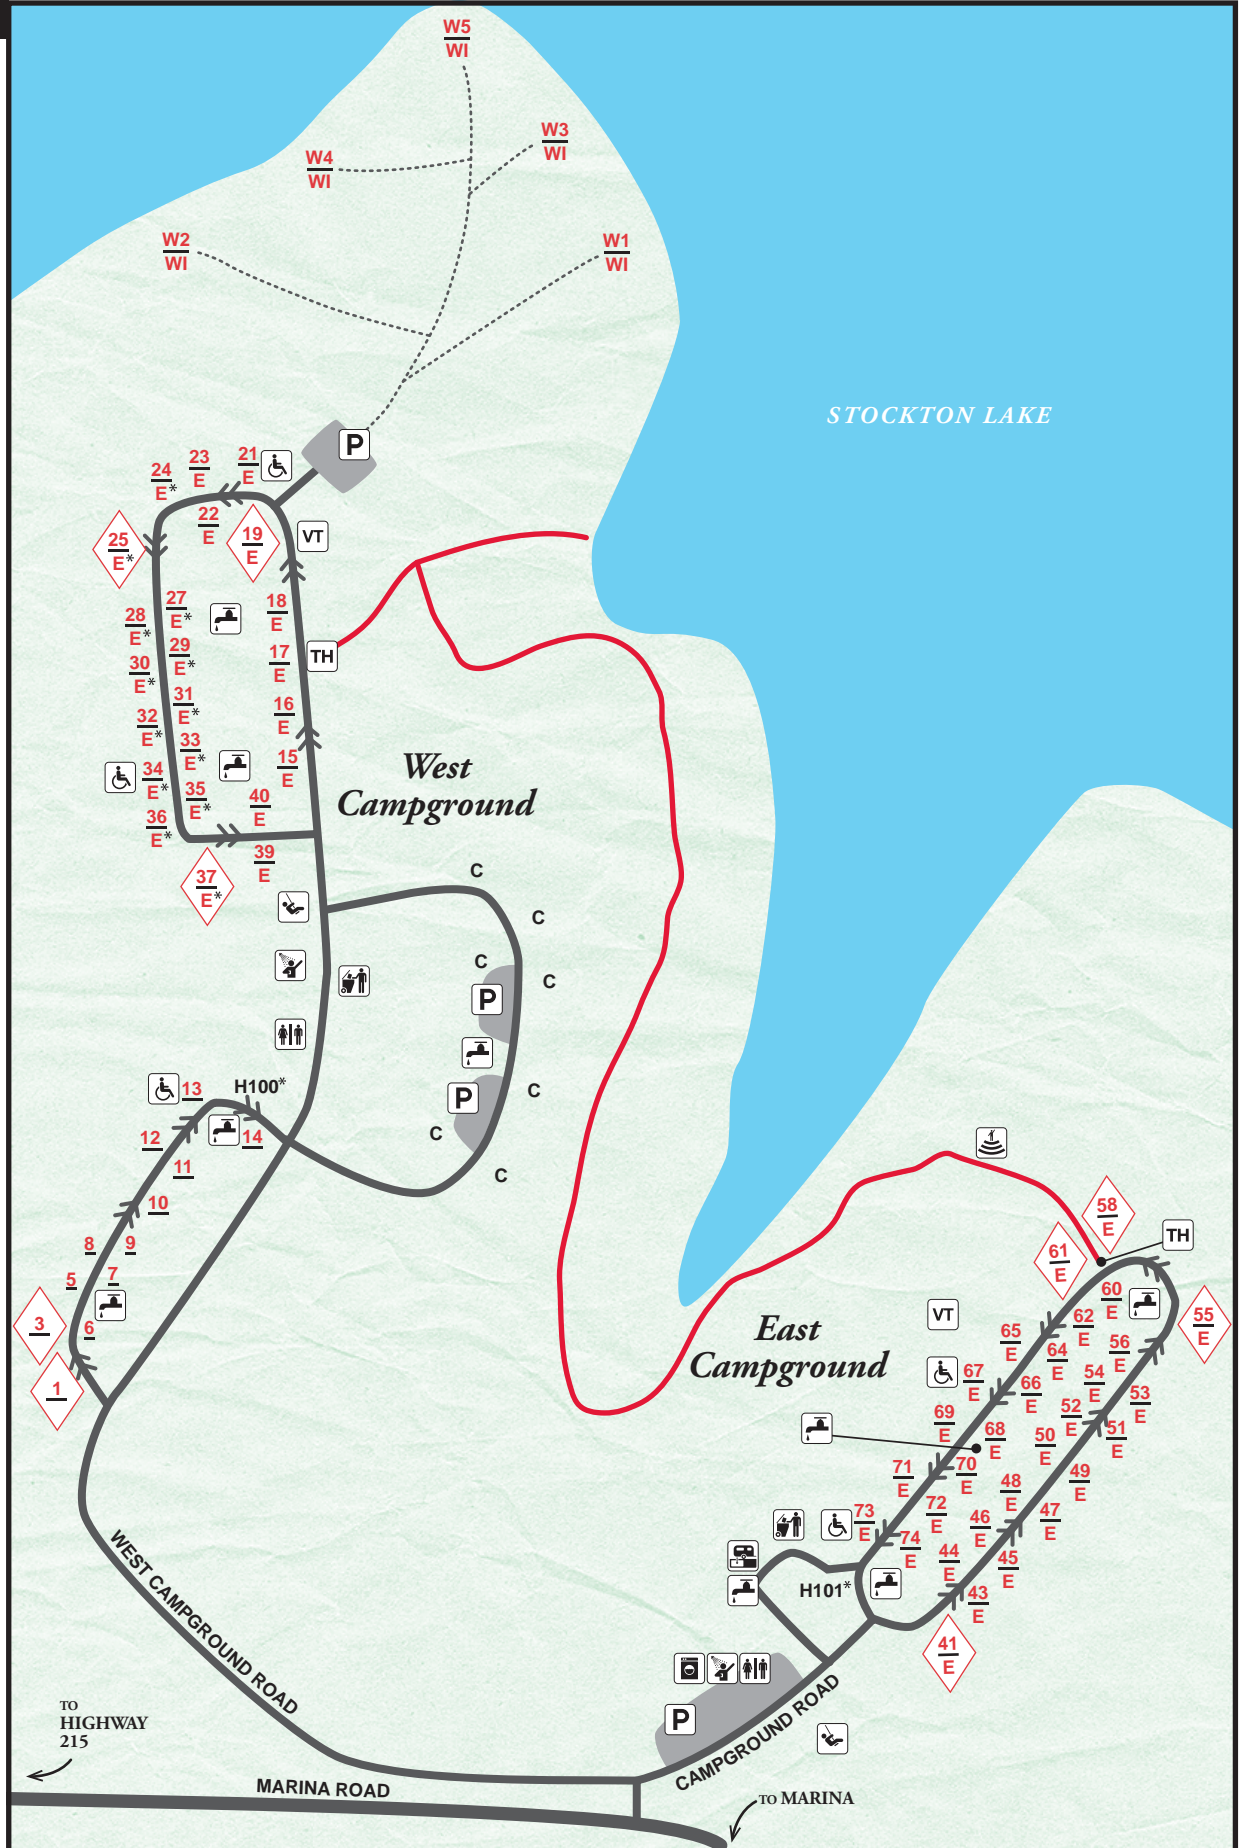 W5
WI
W3
WI
W4
WI
W2
WI
W1
WI
STOCKTON LAKE
P
21
E
23
E
24
E*
22
E
19
E
VT
25
E*
27
E*
28
E*
18
E
29
E*
30
E*
17
E
TH
31
E*
32
E*
16
E
33
E*
34
E*
15
E
35
E*
36
E*
40
E
39
E
37
E*
West
Campground
C
C
C
C
P
P
C
C
C
H100*
13
14
12
11
10
8
9
5
7
3
6
1
58
E
TH
61
E
60
E
55
E
VT
62
E
65
E
64
E
56
E
67
E
66
E
54
E
53
E
69
E
68
E
52
E
51
E
50
E
71
E
70
E
49
E
48
E
73
E
72
E
47
E
46
E
74
E
45
E
44
E
43
E
41
E
East
Campground
H101*
P
WEST CAMPGROUND ROAD
CAMPGROUND ROAD
TO
HIGHWAY
215
MARINA ROAD
TO MARINA